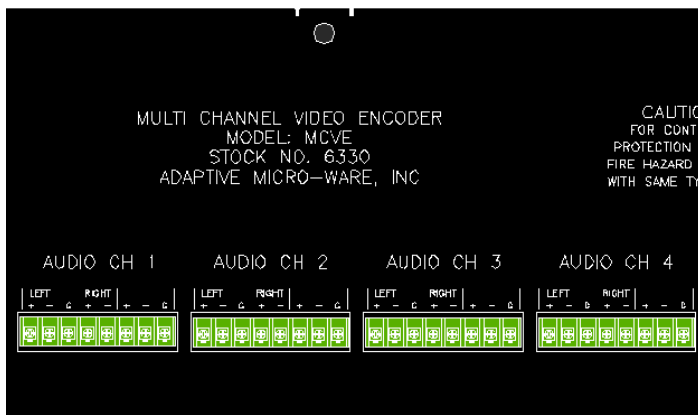 MULTI CHANNEL VIDEO ENCODER
MODEL: MCVE
STOCK NO. 6330
ADAPTIVE MICRO-WARE, INC
CAUTIO
FOR CONT
PROTECTION
FIRE HAZARD
WITH SAME TY
AUDIO CH 1
AUDIO CH 2
AUDIO CH 3
AUDIO CH 4
LEFT RIGHT
+ - G + - + - G
LEFT RIGHT
+ - G + - + - G
LEFT RIGHT
+ - G + - + - G
LEFT RIGHT
+ - G + - + - G